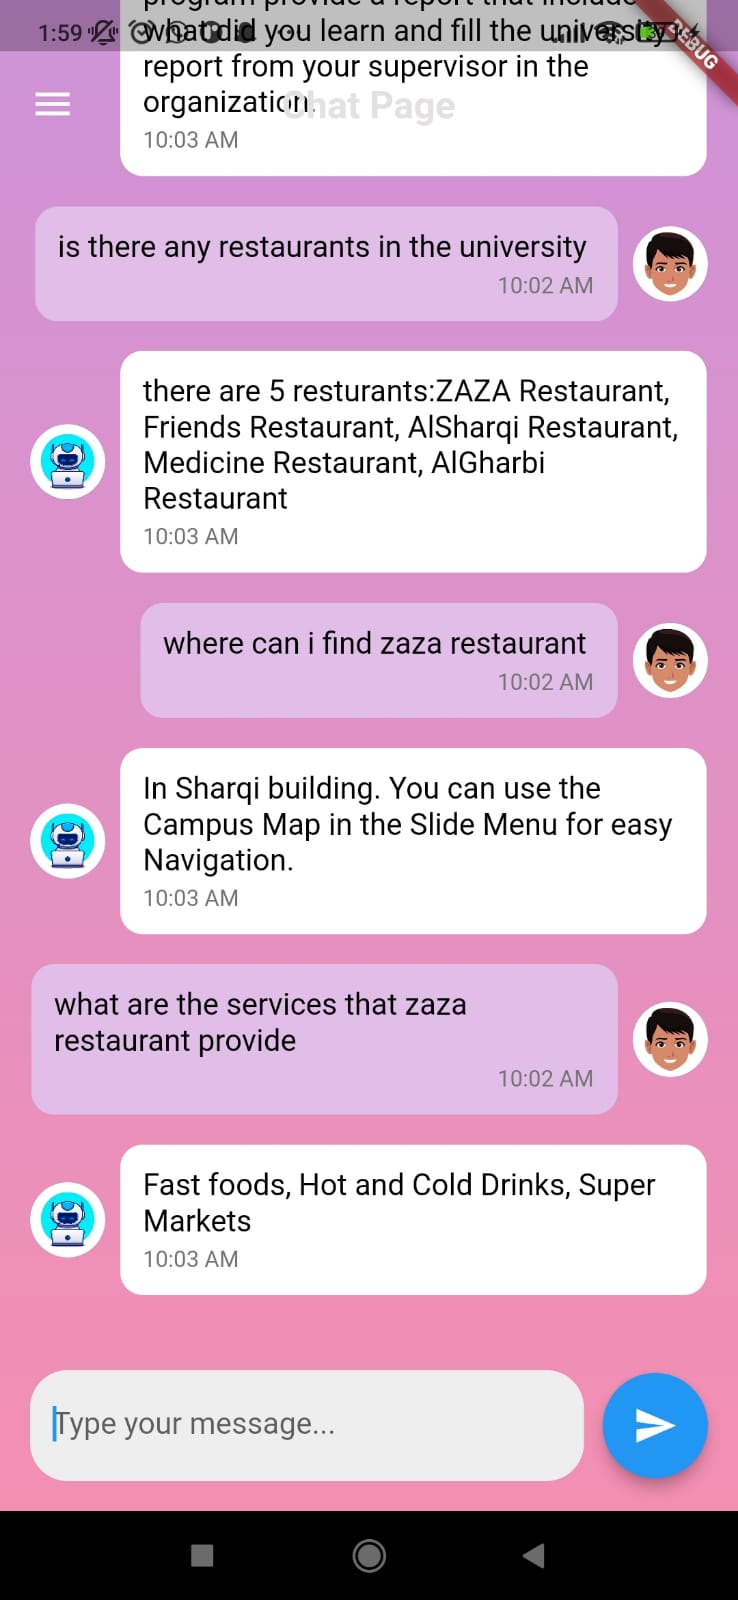 program provide a report that include
1:59
what did you learn and fill the university
DEBUG
report from your supervisor in the
organization.
Chat Page
10:03 AM
is there any restaurants in the university
10:02 AM
there are 5 resturants:ZAZA Restaurant,
Friends Restaurant, AlSharqi Restaurant,
Medicine Restaurant, AlGharbi
Restaurant
10:03 AM
where can i find zaza restaurant
10:02 AM
In Sharqi building. You can use the
Campus Map in the Slide Menu for easy
Navigation.
10:03 AM
what are the services that zaza
restaurant provide
10:02 AM
Fast foods, Hot and Cold Drinks, Super
Markets
10:03 AM
Type your message...